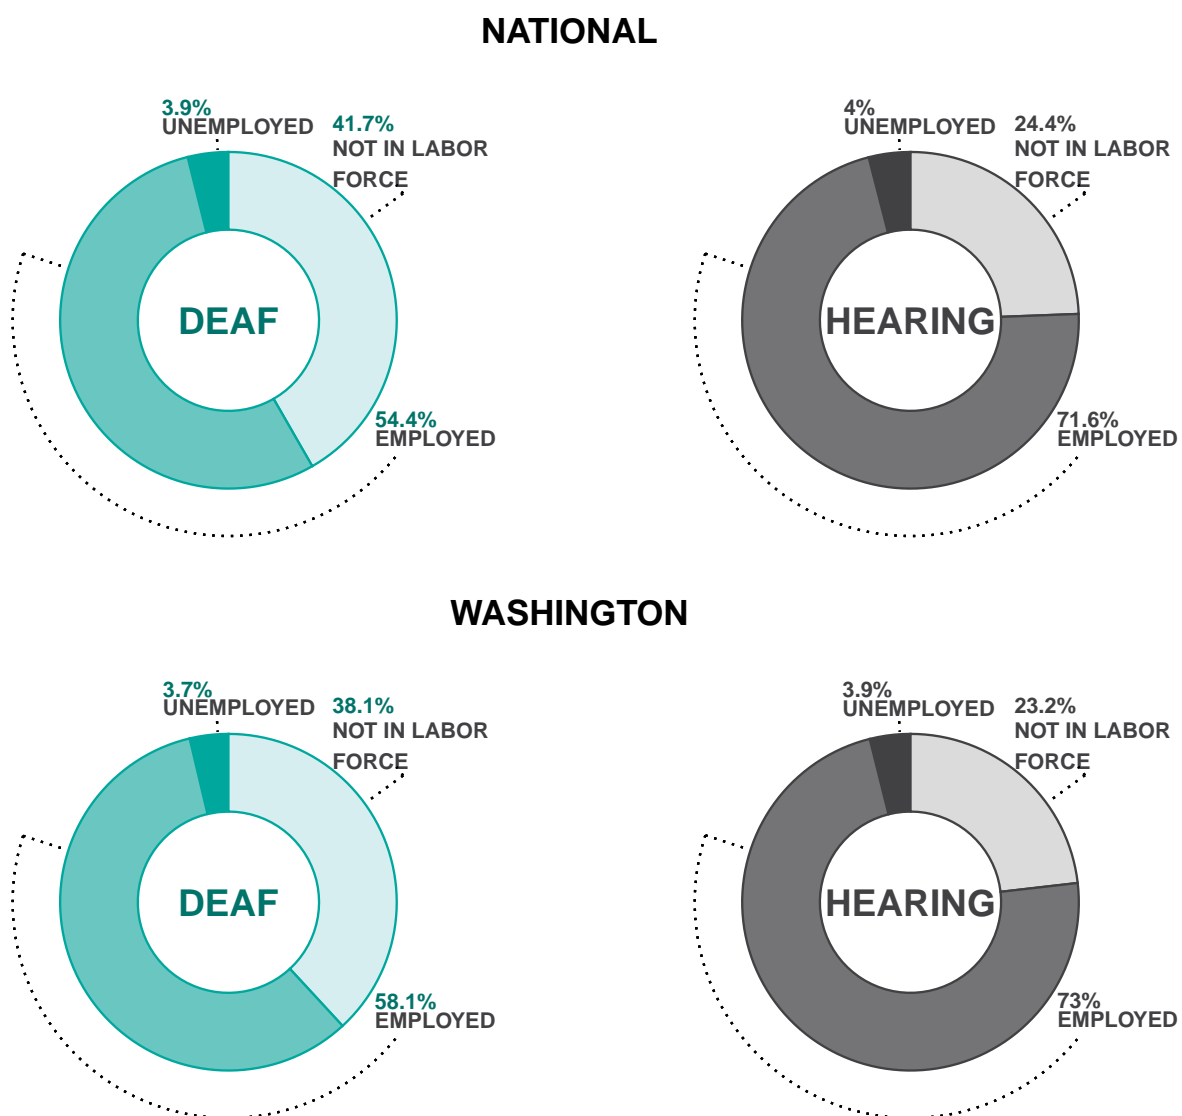 NATIONAL
3.9%
UNEMPLOYED
41.7%
NOT IN LABOR
FORCE
DEAF
54.4%
EMPLOYED
4%
UNEMPLOYED
24.4%
NOT IN LABOR
FORCE
HEARING
71.6%
EMPLOYED
WASHINGTON
3.7%
UNEMPLOYED
38.1%
NOT IN LABOR
FORCE
DEAF
58.1%
EMPLOYED
3.9%
UNEMPLOYED
23.2%
NOT IN LABOR
FORCE
HEARING
73%
EMPLOYED